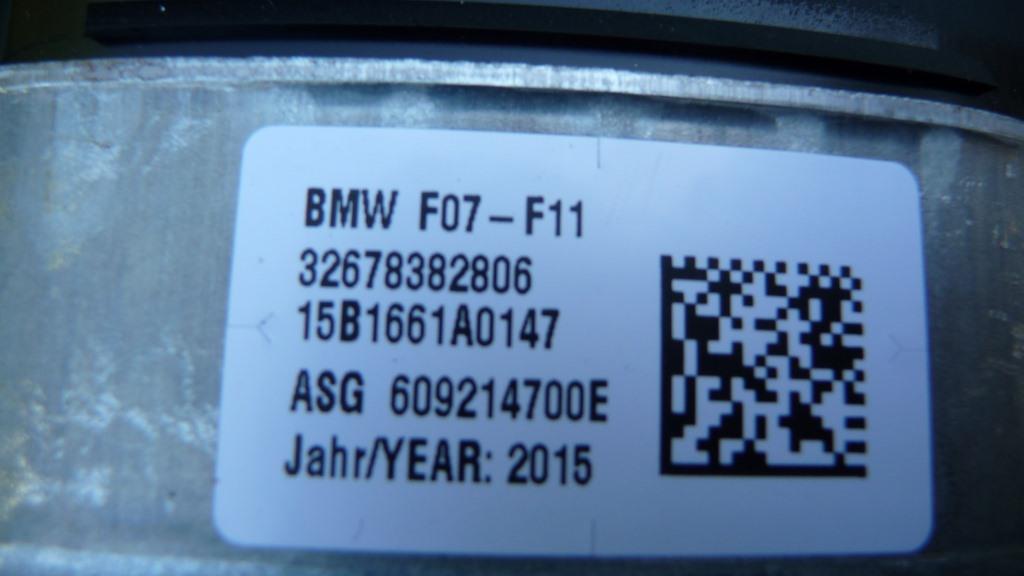 BMW F07-F11
32678382806
15B1661A0147
ASG 609214700E
Jahr/YEAR: 2015